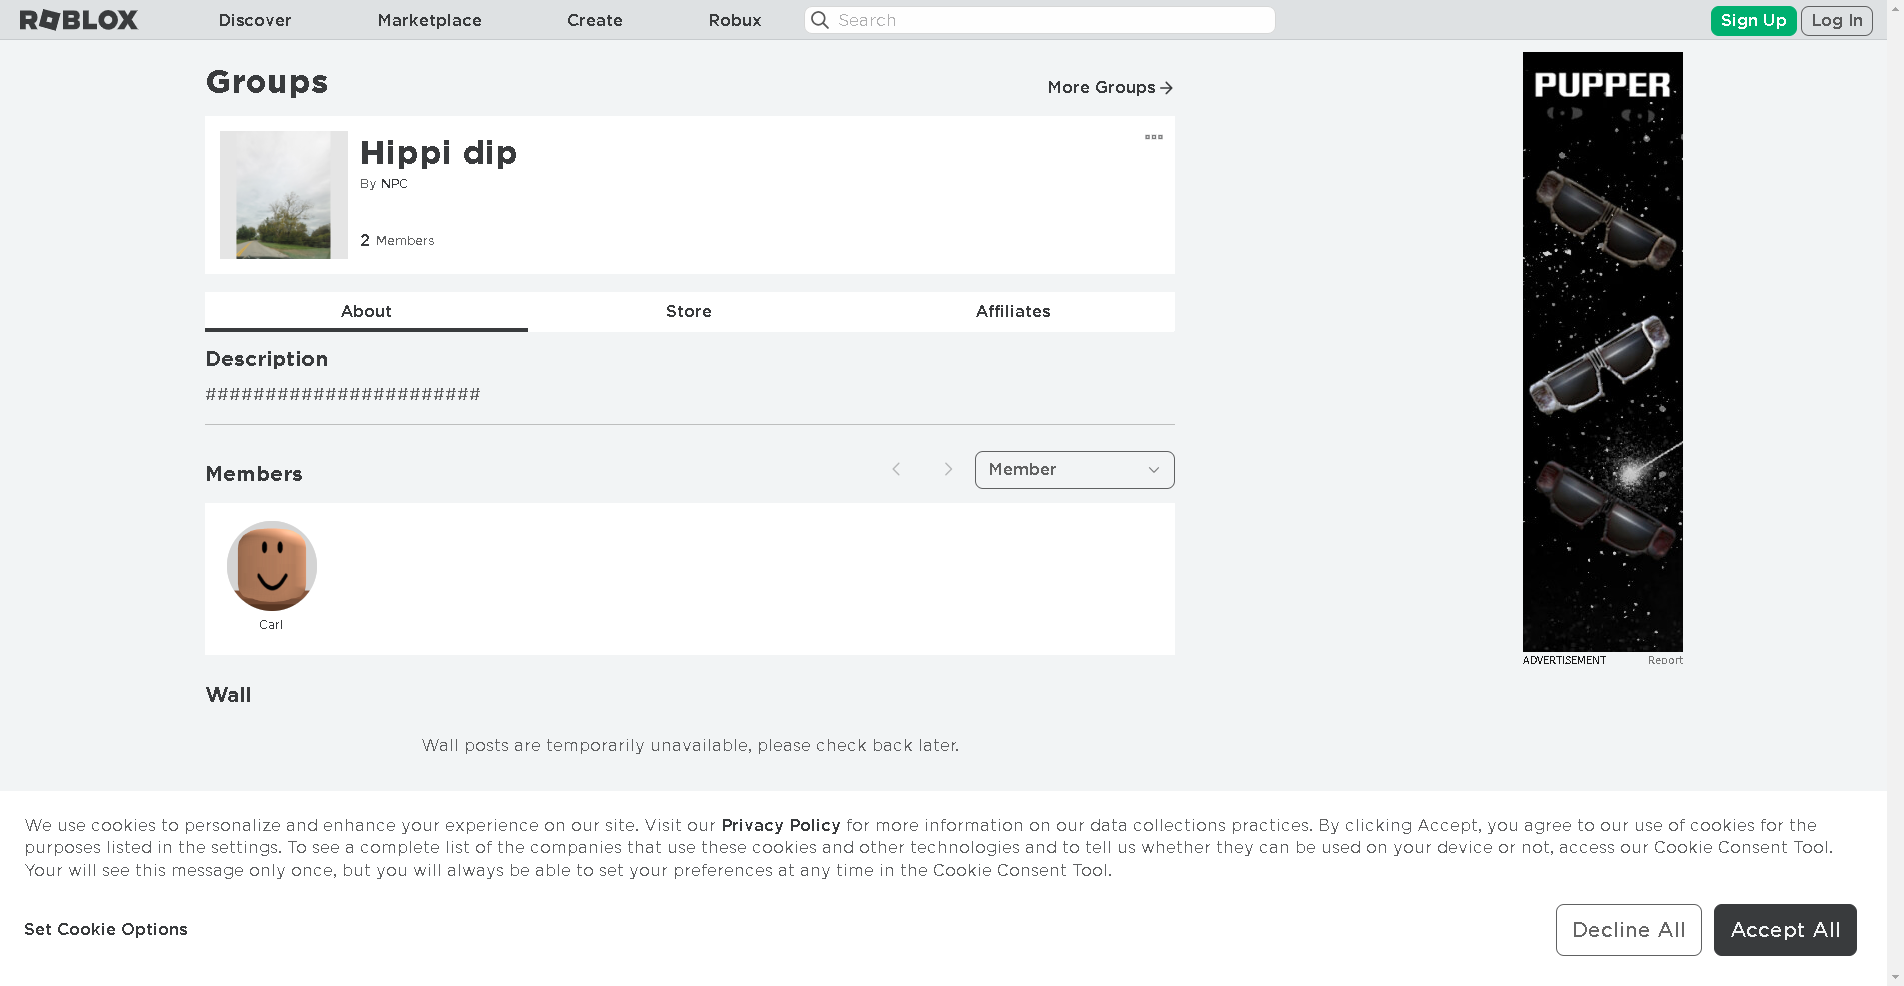 ROBLOX
Discover
Marketplace
Create
Robux
Search
Sign Up
Log In
Groups
More Groups
Hippi dip
By NPC
2 Members
About
Store
Affiliates
Description
#######################
Members
Member
Carl
Wall
Wall posts are temporarily unavailable, please check back later.
PUPPER
ADVERTISEMENT
Report
We use cookies to personalize and enhance your experience on our site. Visit our Privacy Policy for more information on our data collections practices. By clicking Accept, you agree to our use of cookies for the
purposes listed in the settings. To see a complete list of the companies that use these cookies and other technologies and to tell us whether they can be used on your device or not, access our Cookie Consent Tool.
Your will see this message only once, but you will always be able to set your preferences at any time in the Cookie Consent Tool.
Set Cookie Options
Decline All
Accept All